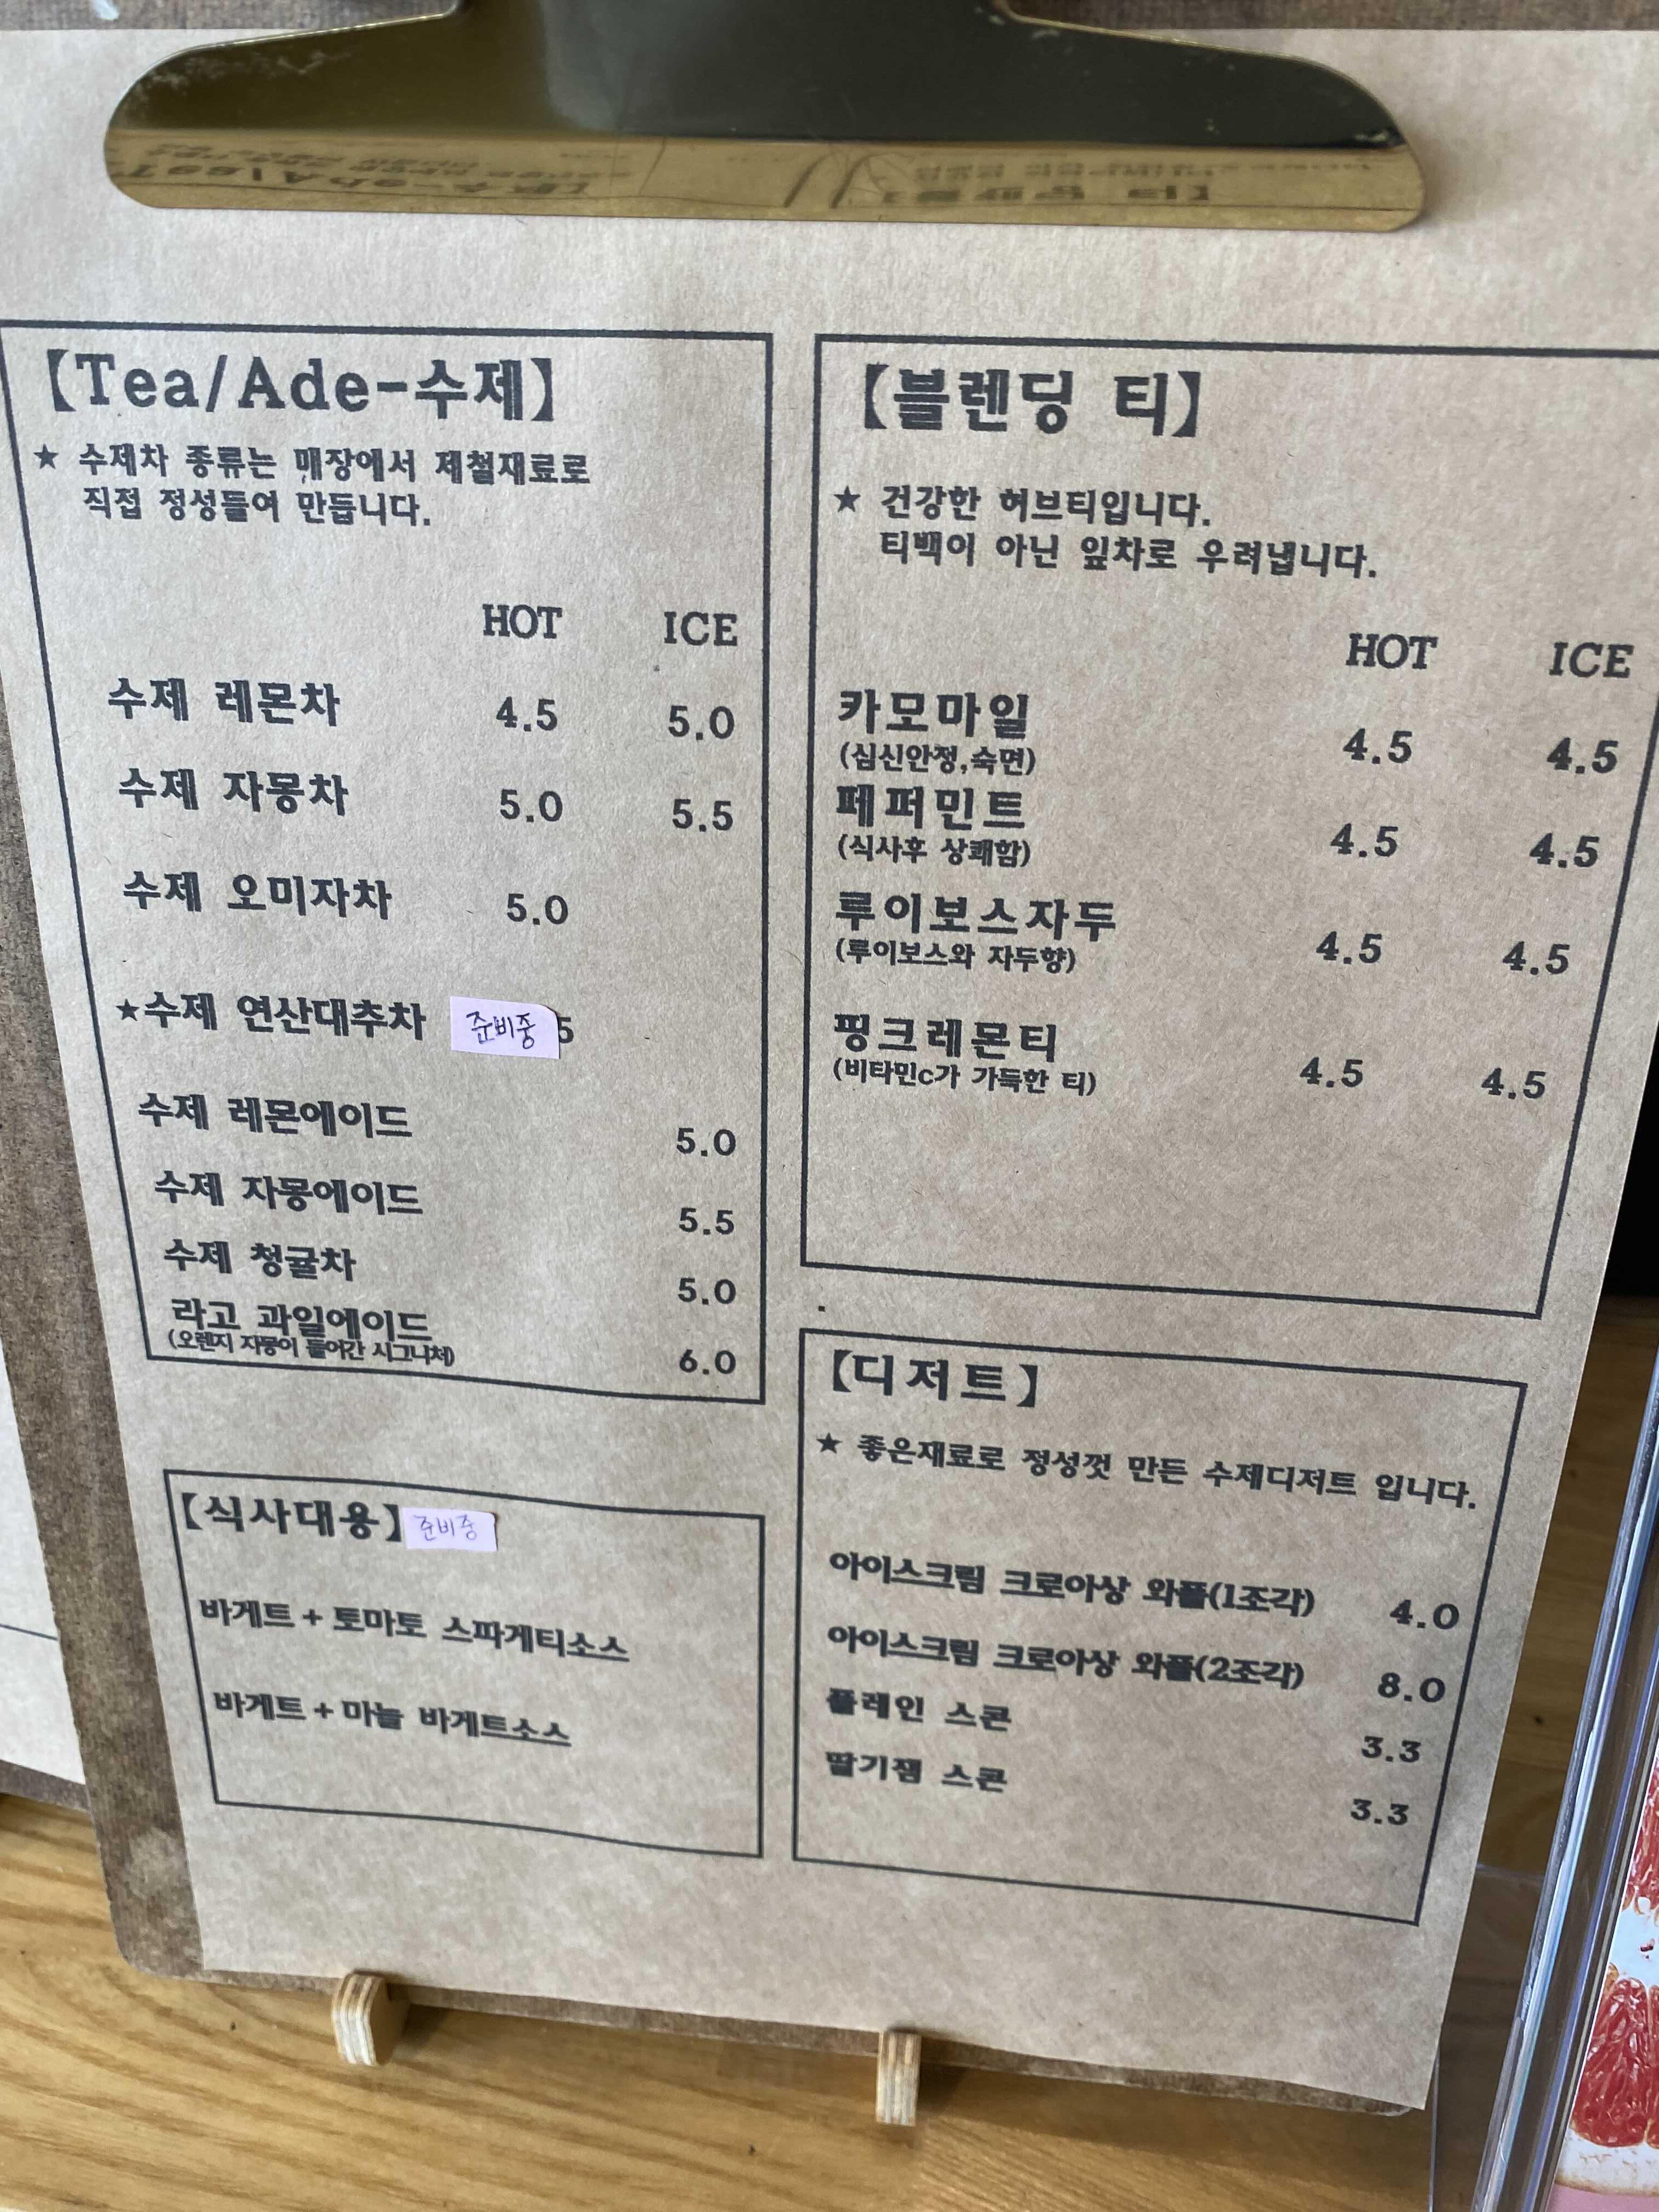 【Tea/Ade-수제】
★ 수제차 종류는 매장에서 제철재료로
직접 정성들여 만듭니다.
HOT ICE
수제 레몬차 4.5 5.0
수제 자몽차 5.0 5.5
수제 오미자차 5.0
★수제 연산대추차 준비중 5
수제 레몬에이드 5.0
수제 자몽에이드 5.5
수제 청귤차 5.0
라고 과일에이드 6.0
(오렌지 자몽이 들어간 시그니처)
【식사대용】 준비중
바게트 + 토마토 스파게티소스
바게트 + 마늘 바게트소스
【블렌딩 티】
★ 건강한 허브티입니다.
티백이 아닌 잎차로 우려냅니다.
HOT ICE
카모마일 4.5 4.5
(심신안정,숙면)
페퍼민트 4.5 4.5
(식사후 상쾌함)
루이보스자두 4.5 4.5
(루이보스와 자두향)
핑크레몬티 4.5 4.5
(비타민c가 가득한 티)
【디저트】
★ 좋은재료로 정성껏 만든 수제디저트 입니다.
아이스크림 크로아상 와플(1조각) 4.0
아이스크림 크로아상 와플(2조각) 8.0
플레인 스콘 3.3
딸기잼 스콘 3.3